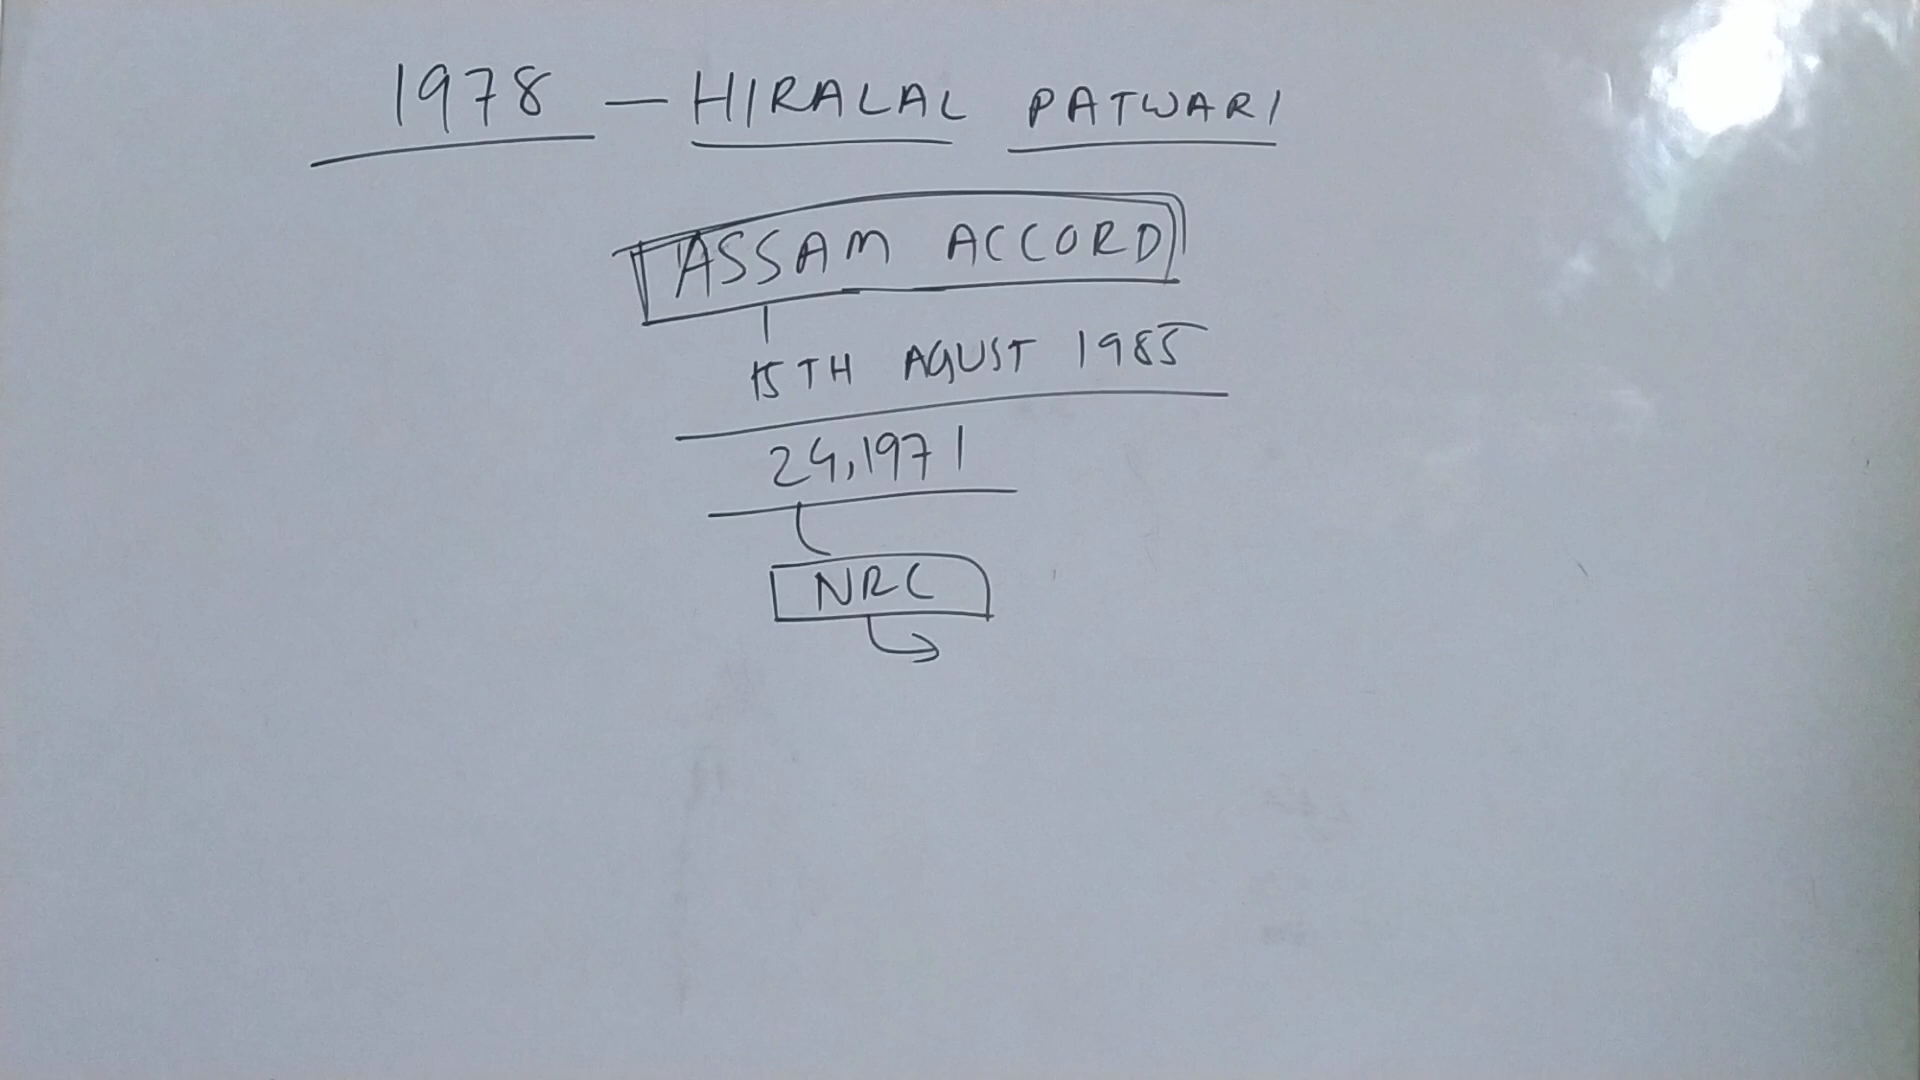 1978 — HIRALAL PATWARI
ASSAM ACCORD
15TH AGUST 1985
24,1971
NRC